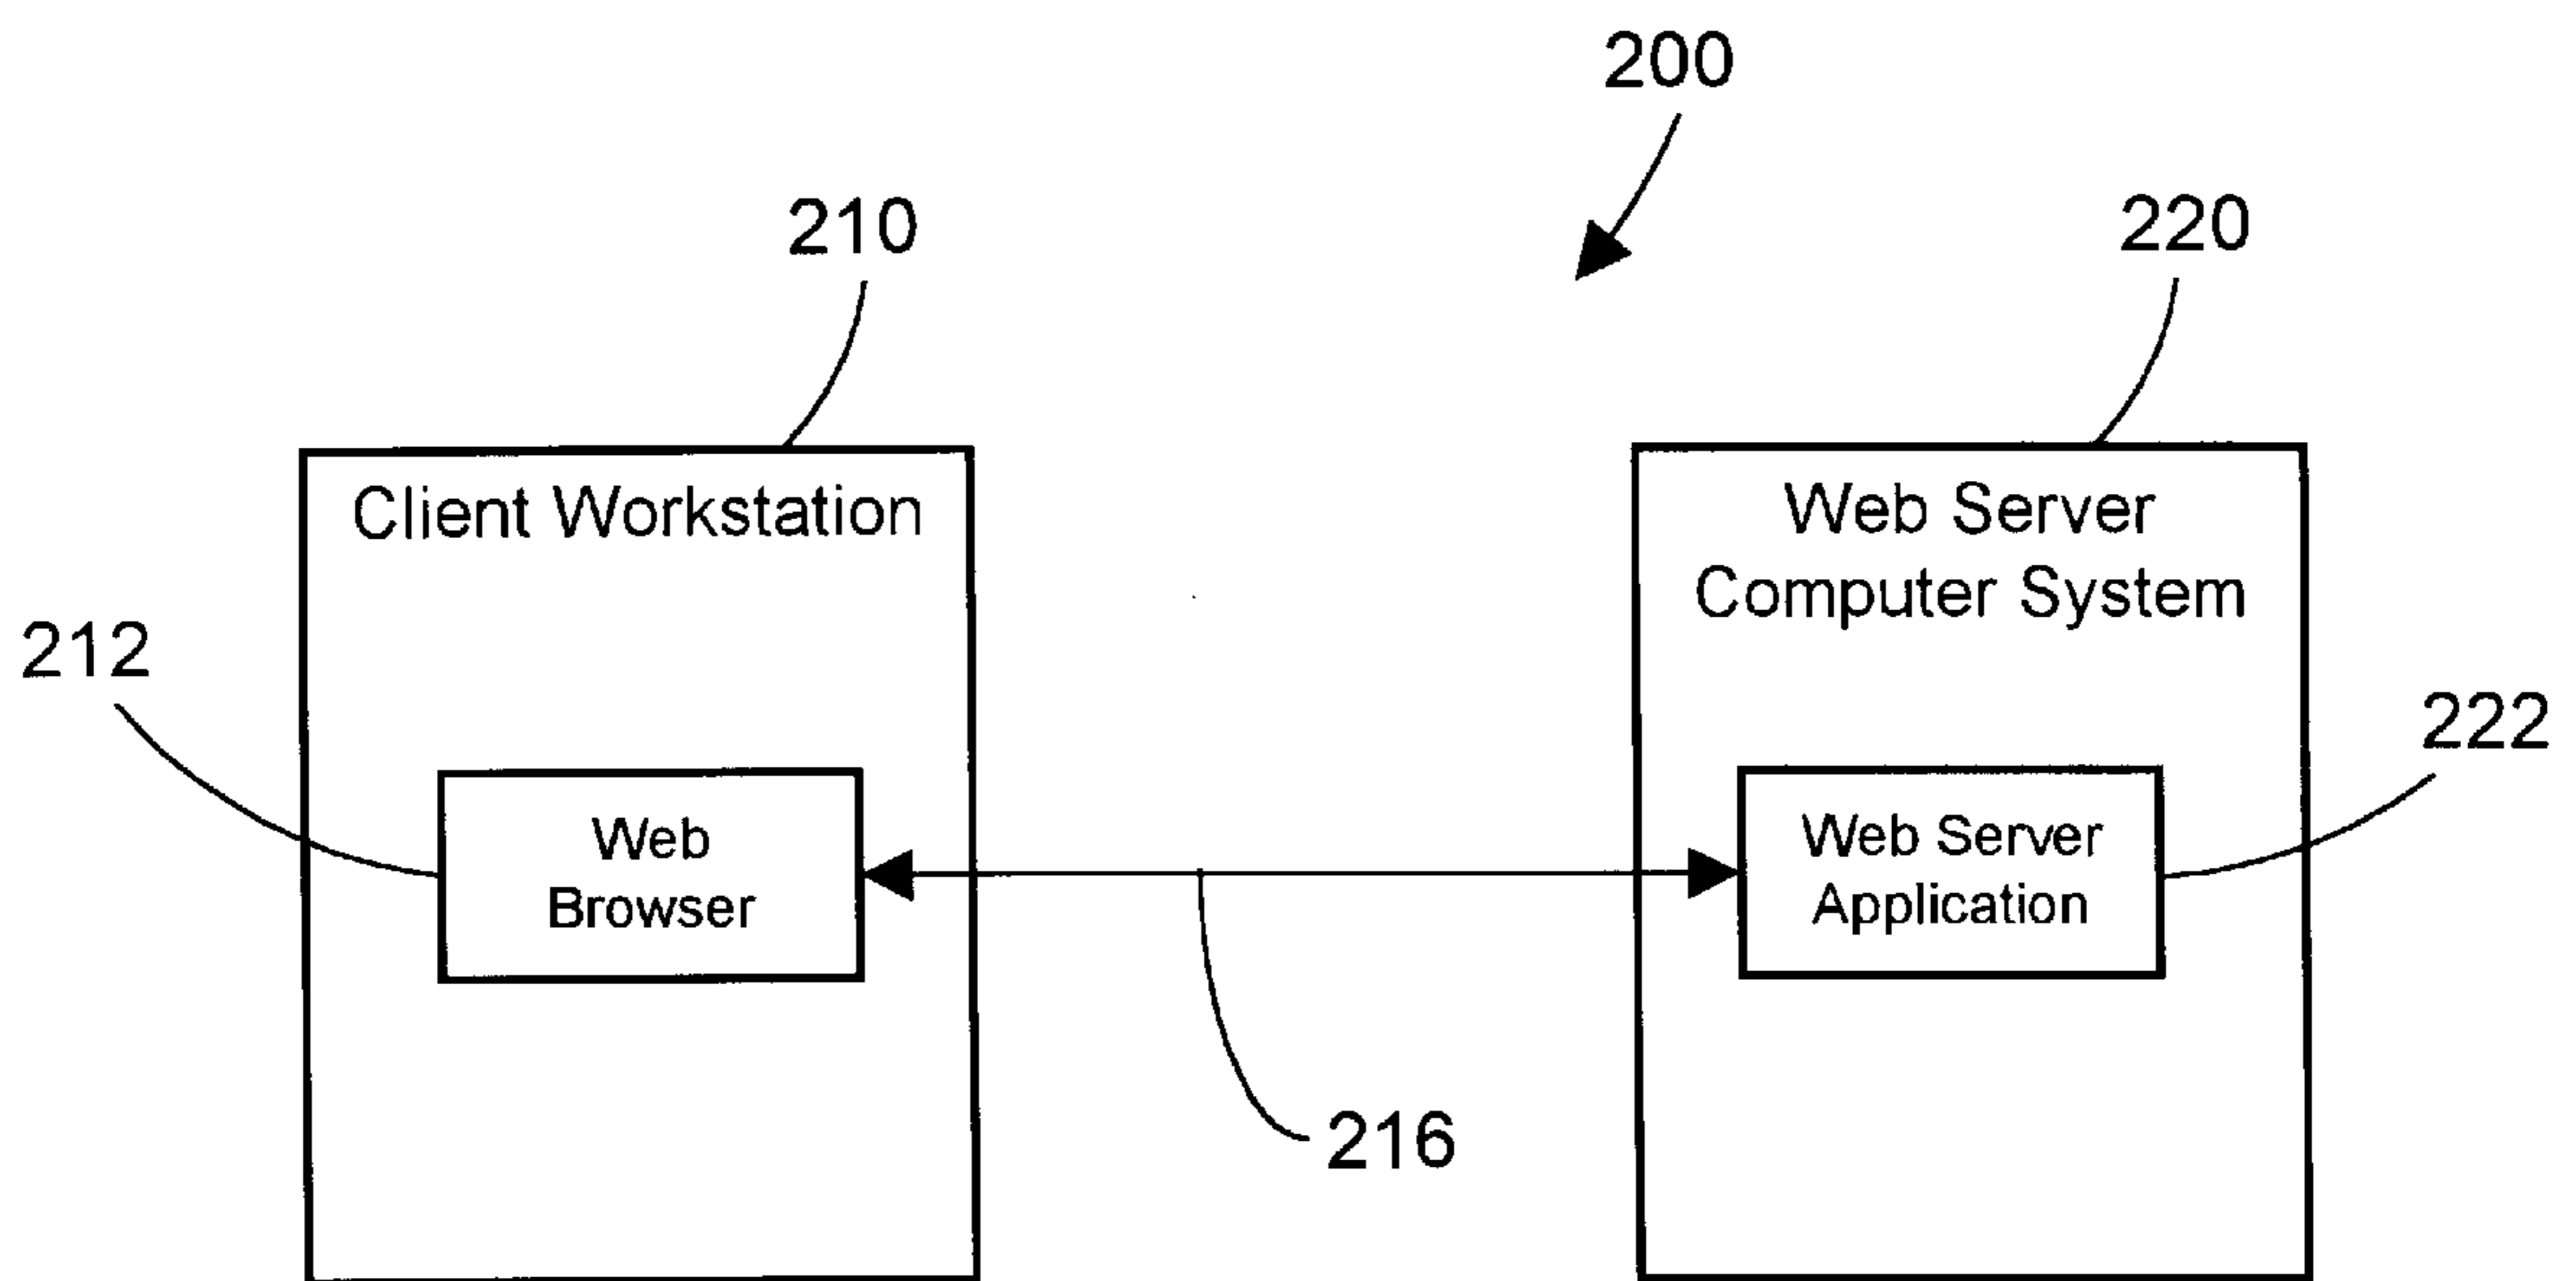 200
210
220
Client Workstation
Web Server
Computer System
212
222
Web
Browser
Web Server
Application
216